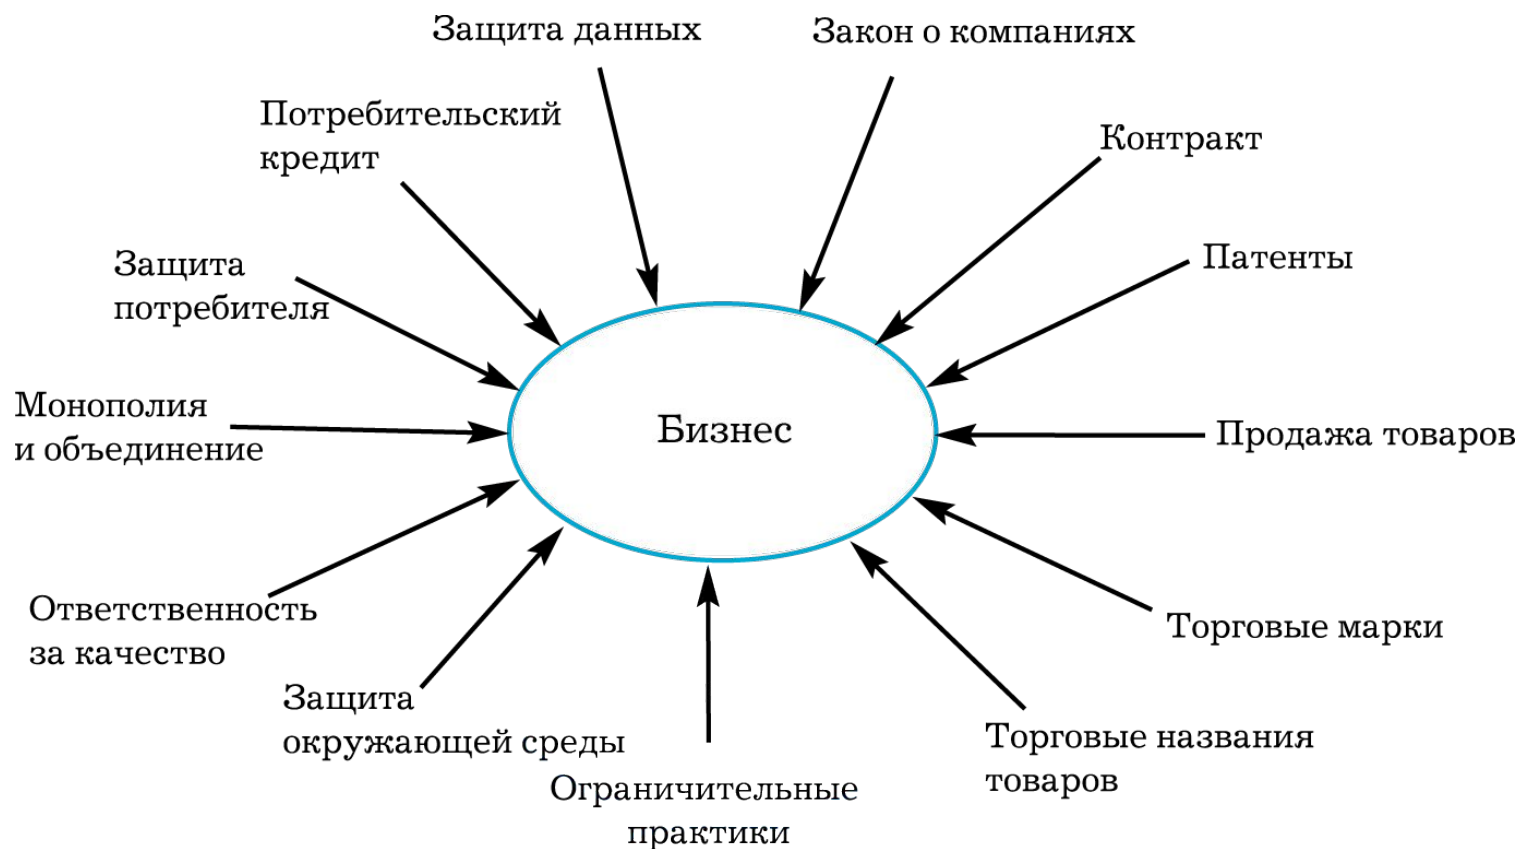 Защита данных
Закон о компаниях
Потребительский
кредит
Контракт
Защита
потребителя
Патенты
Монополия
и объединение
Бизнес
Продажа товаров
Ответственность
за качество
Торговые марки
Защита
окружающей среды
Торговые названия
товаров
Ограничительные
практики